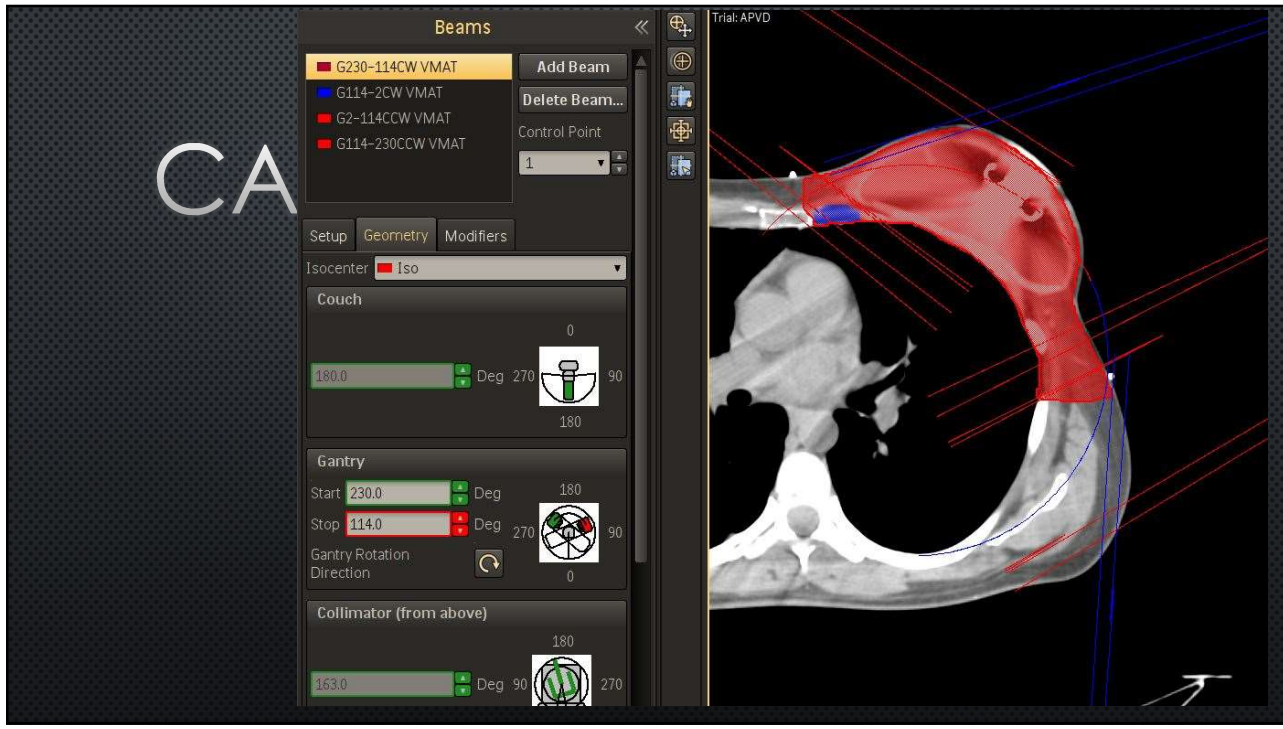 CA
Beams
G230-114CW VMAT
G114-2CW VMAT
G2-114CCW VMAT
G114-230CCW VMAT
Add Beam
Delete Beam...
Control Point
1
Setup Geometry Modifiers
Isocenter Iso
Couch
0
180.0 Deg 270 90
180
Gantry
Start 230.0 Deg
Stop 114.0 Deg
180
270 90
0
Gantry Rotation
Direction
Collimator (from above)
180
163.0 Deg 90 270
Trial: APVD